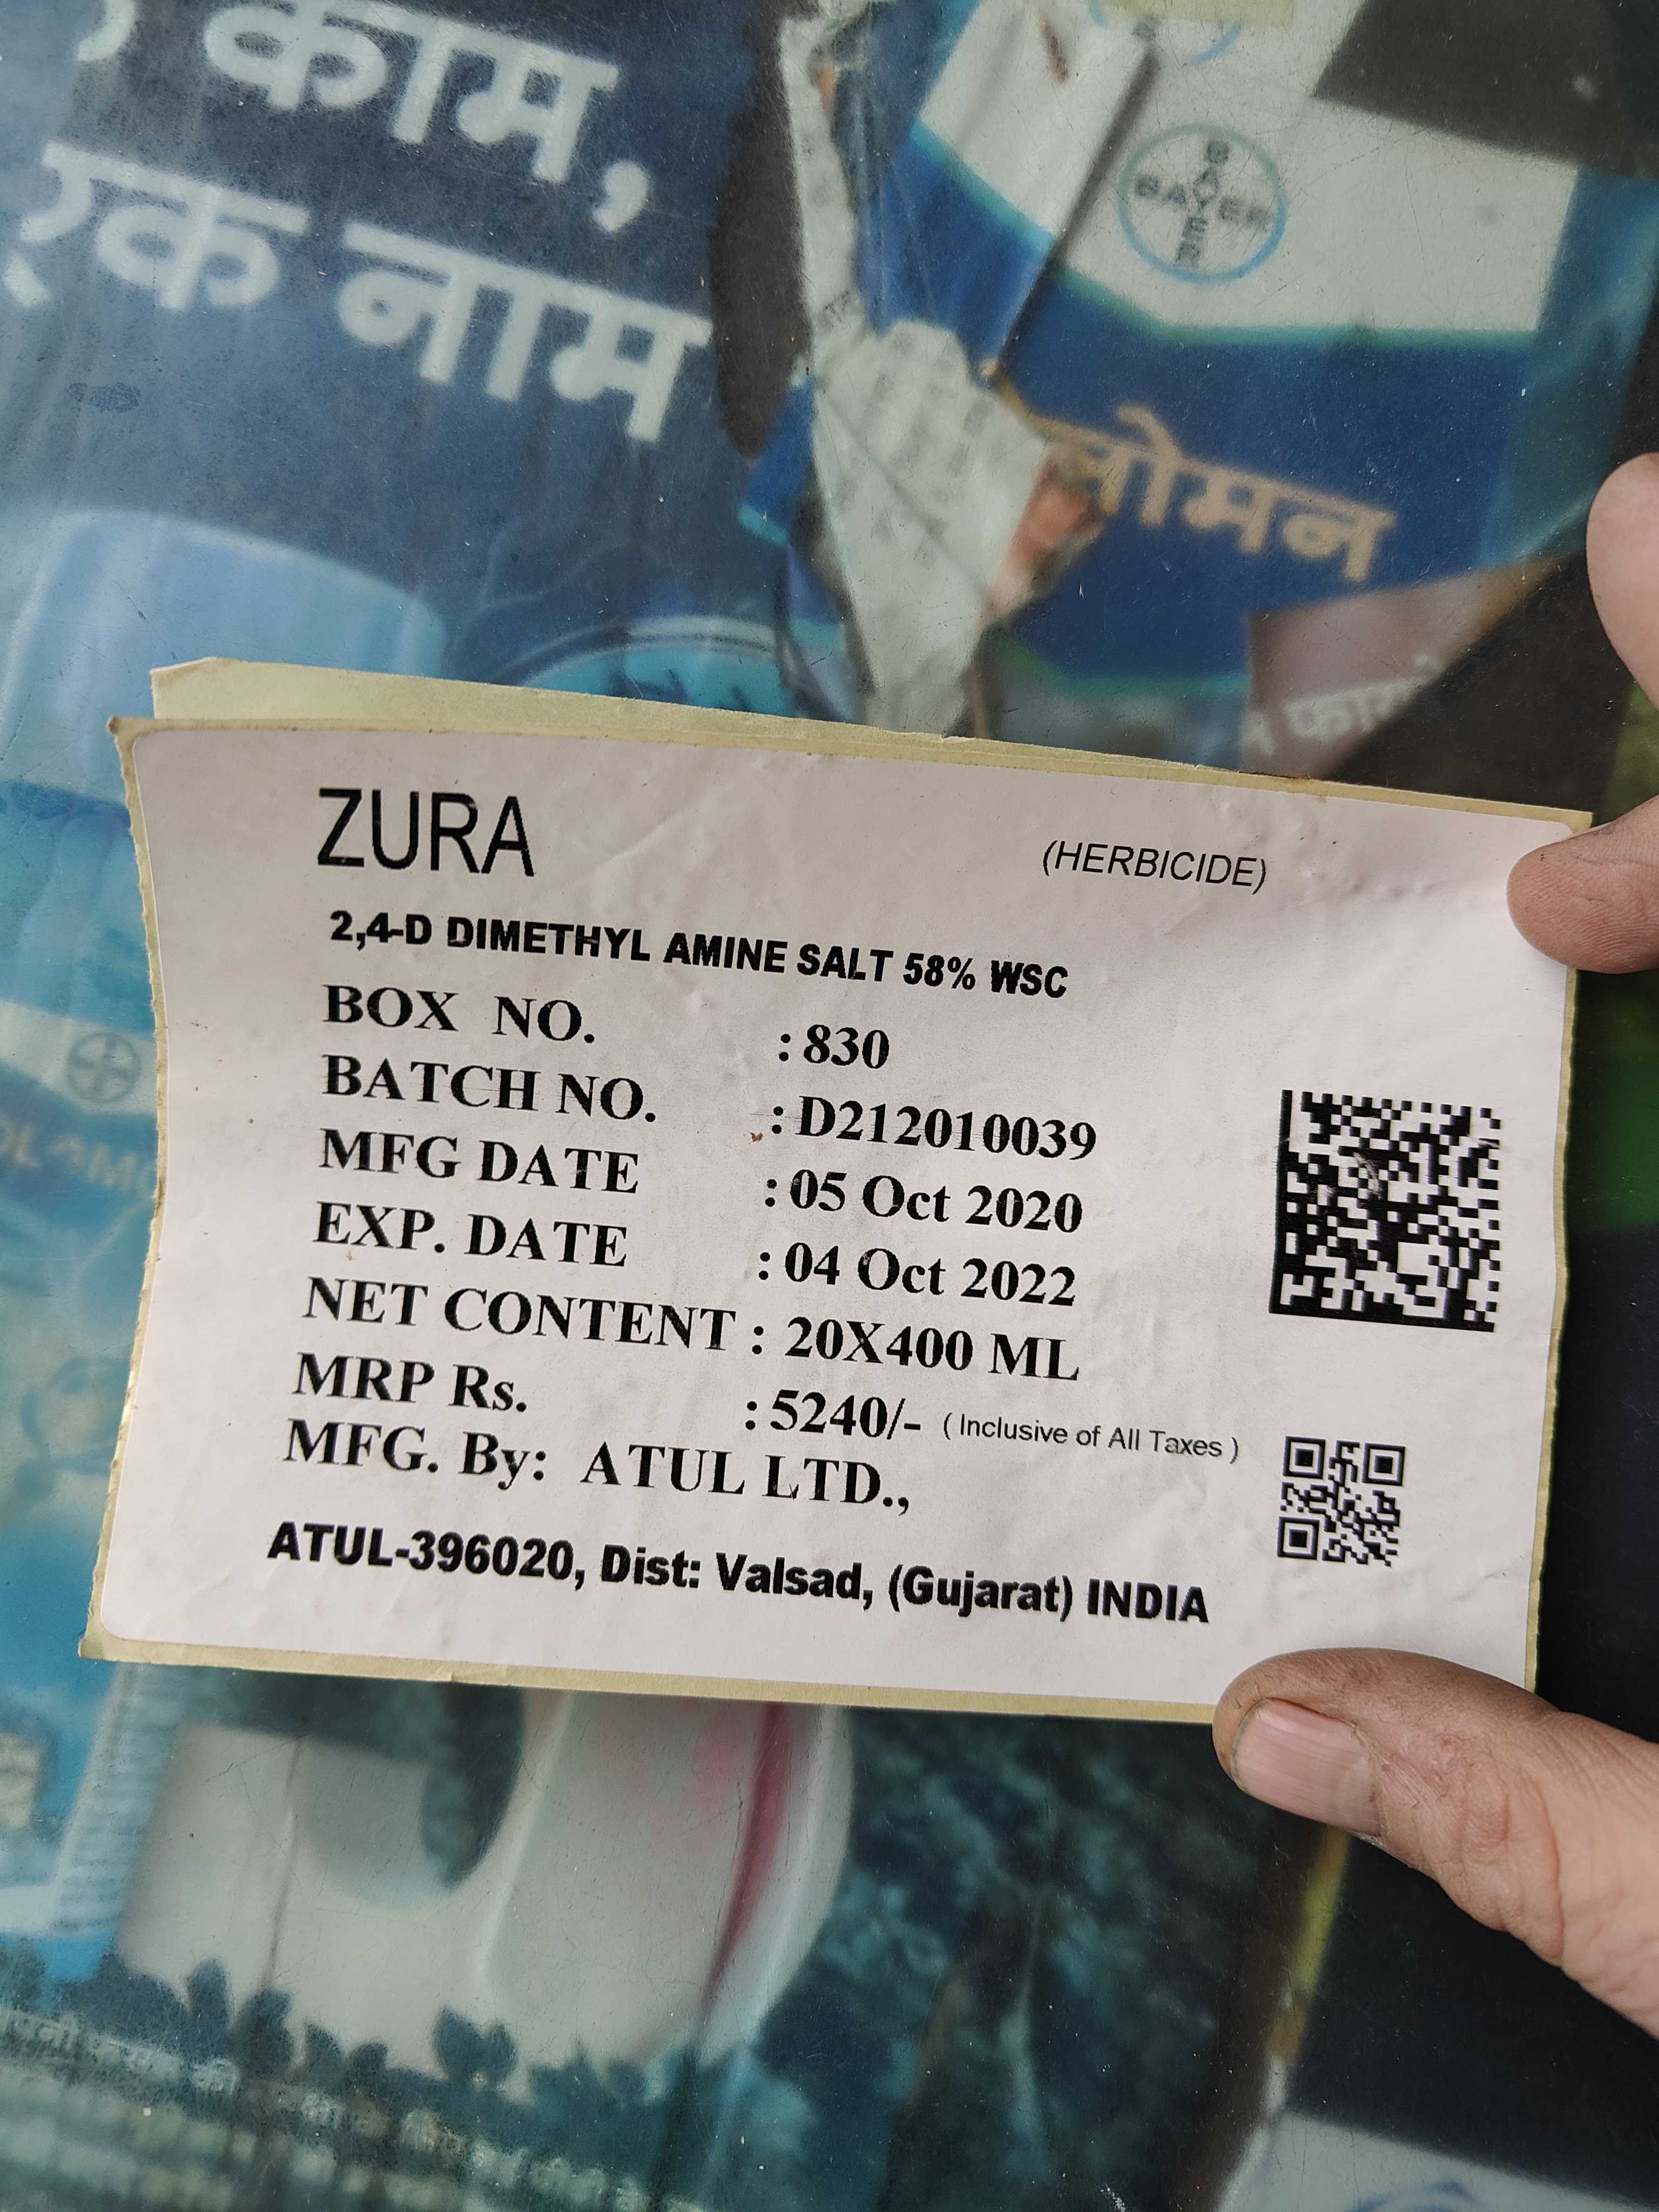 काम,
एक नाम
BAYER
BAYER
सोलोमन
ZURA
(HERBICIDE)
2,4-D DIMETHYL AMINE SALT 58% WSC
BOX NO. : 830
BATCH NO. : D212010039
MFG DATE : 05 Oct 2020
EXP. DATE : 04 Oct 2022
NET CONTENT : 20X400 ML
MRP Rs. : 5240/- ( Inclusive of All Taxes )
MFG. By: ATUL LTD.,
ATUL-396020, Dist: Valsad, (Gujarat) INDIA